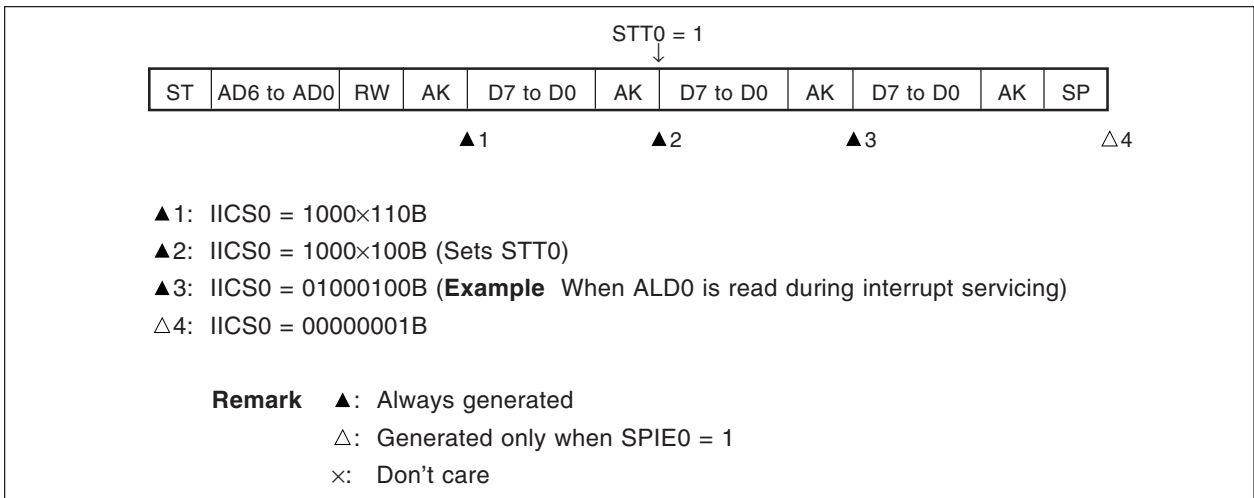 STT0 = 1
↓
ST AD6 to AD0 RW AK D7 to D0 AK D7 to D0 AK D7 to D0 AK SP
▲1 ▲2 ▲3 △4
▲1: IICS0 = 1000×110B
▲2: IICS0 = 1000×100B (Sets STT0)
▲3: IICS0 = 01000100B (Example When ALD0 is read during interrupt servicing)
△4: IICS0 = 00000001B
Remark ▲: Always generated
△: Generated only when SPIE0 = 1
×: Don't care